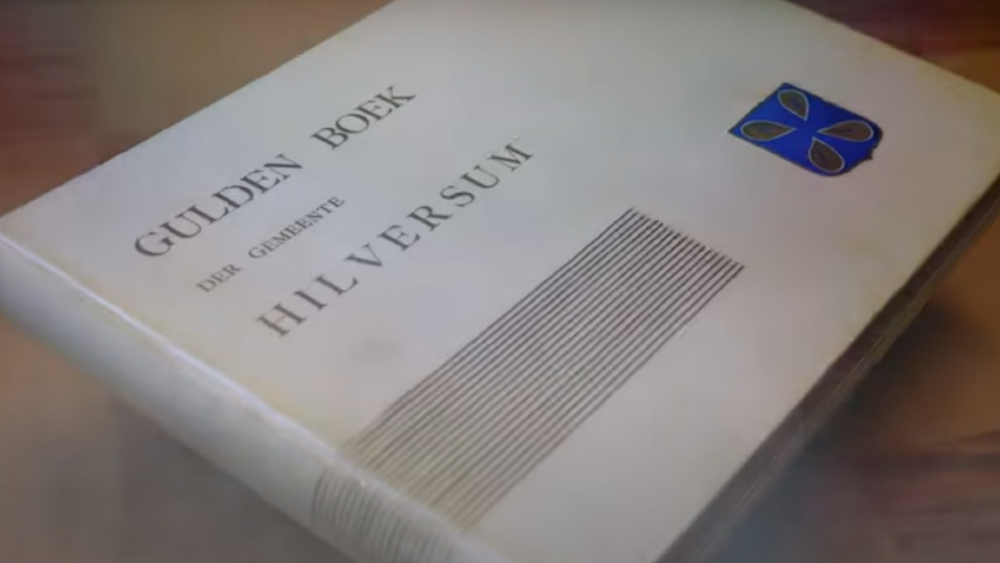 GULDEN BOEK
DER GEMEENTE
HILVERSUM